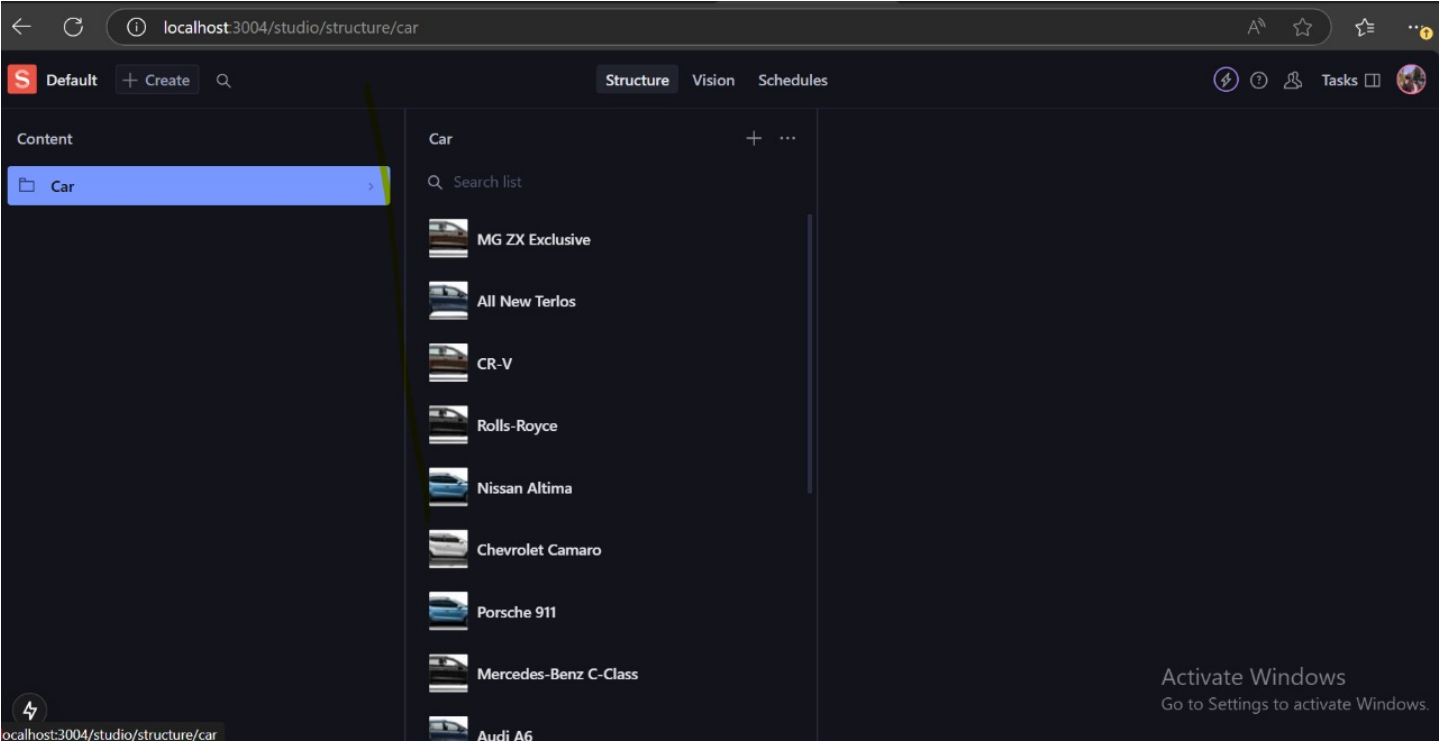 localhost:3004/studio/structure/car
S Default + Create Structure Vision Schedules Tasks
Content
Car
Car
Search list
MG ZX Exclusive
All New Terlos
CR-V
Rolls-Royce
Nissan Altima
Chevrolet Camaro
Porsche 911
Mercedes-Benz C-Class
Audi A6
Activate Windows
Go to Settings to activate Windows.
ocalhost:3004/studio/structure/car